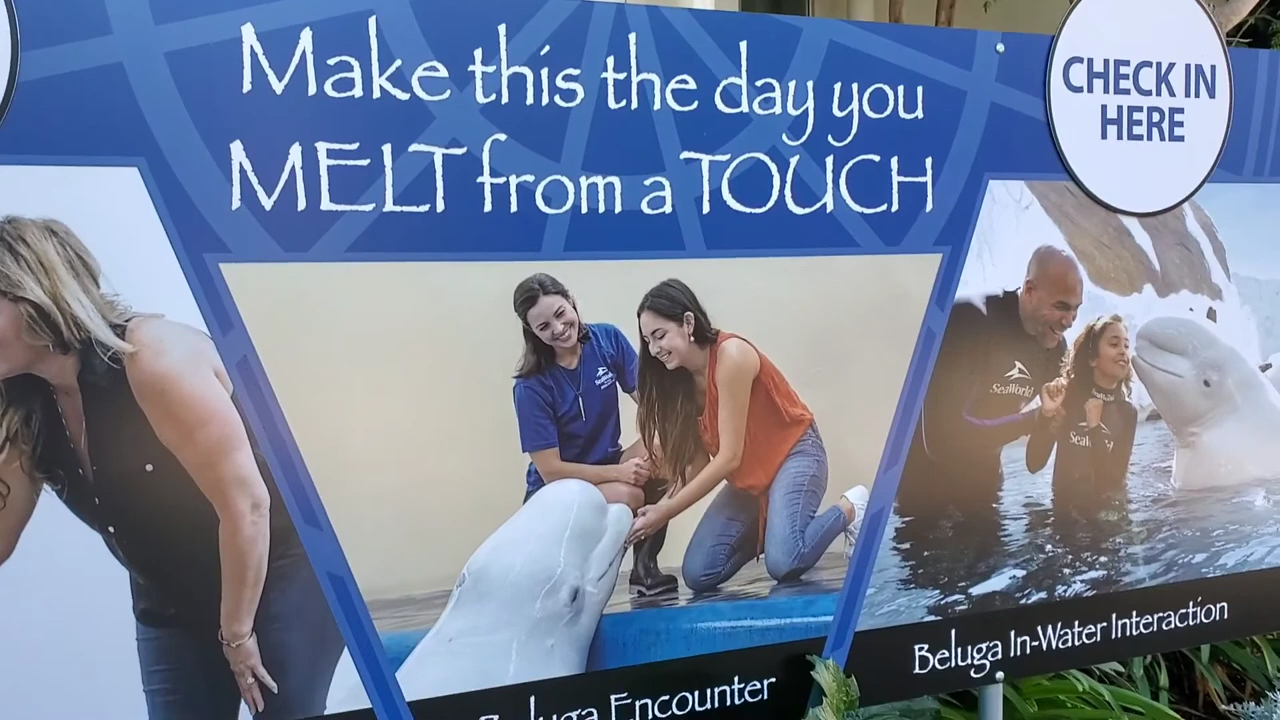 Make this the day you
MELT from a TOUCH
CHECK IN
HERE
SeaWorld
SeaWorld
Beluga Encounter
Beluga In-Water Interaction